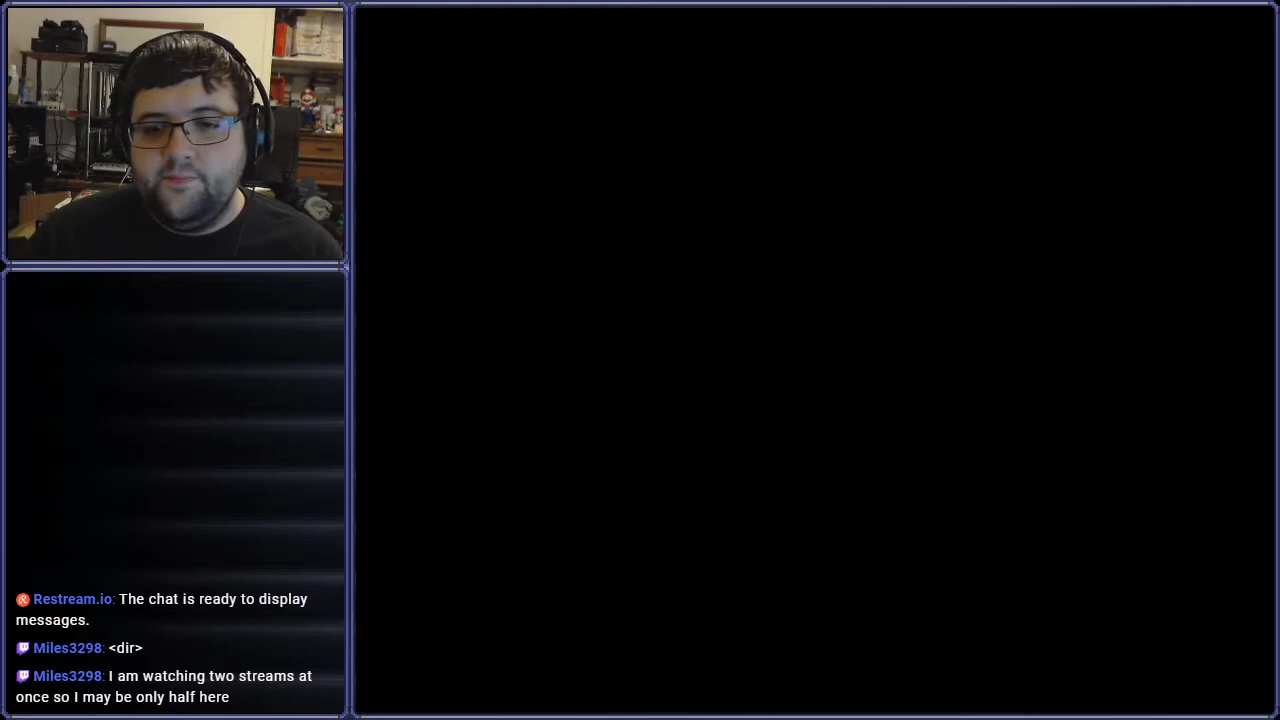 Restream.io: The chat is ready to display
messages.
Miles3298: <dir>
Miles3298: I am watching two streams at
once so I may be only half here